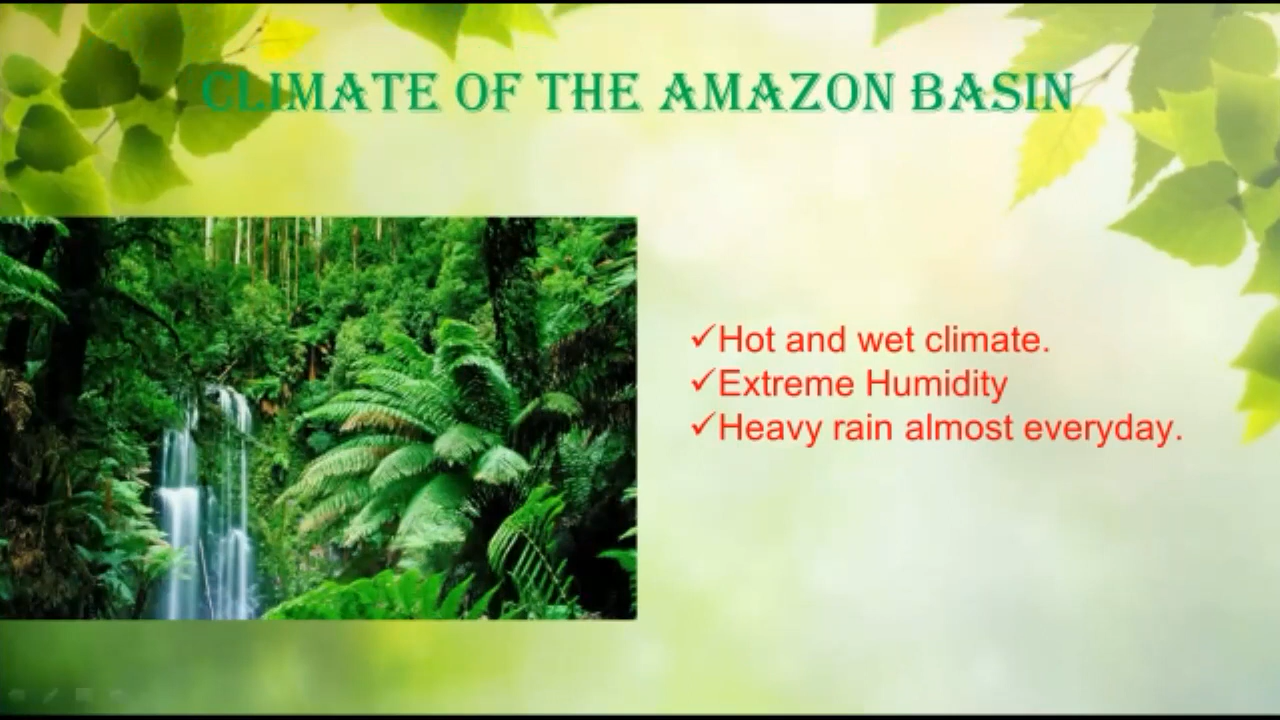 CLIMATE OF THE AMAZON BASIN
✓Hot and wet climate.
✓Extreme Humidity
✓Heavy rain almost everyday.